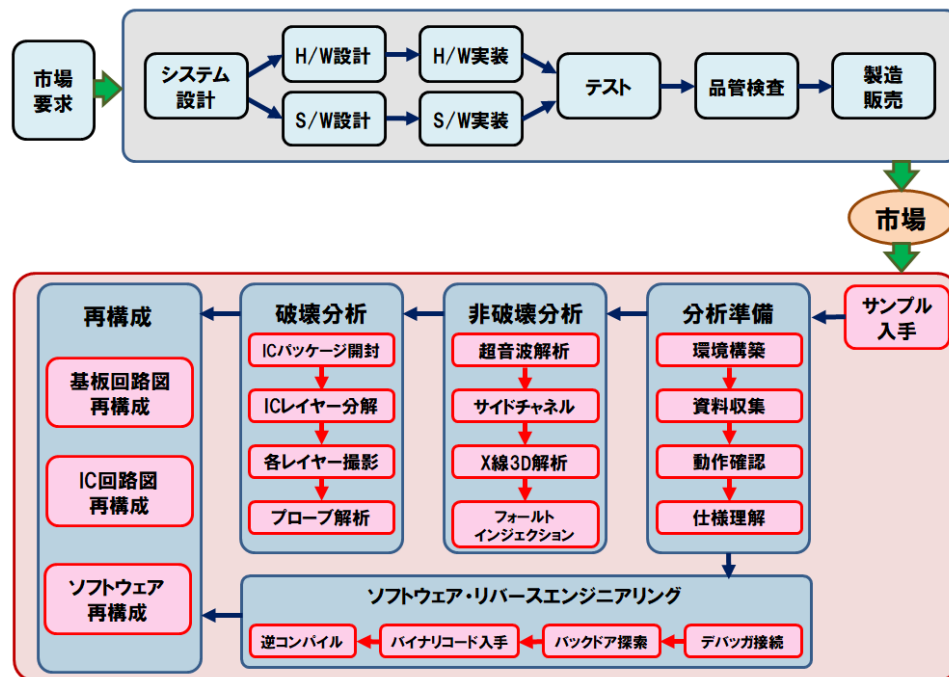 市場
要求
システム
設計
H/W設計
H/W実装
S/W設計
S/W実装
テスト
品管検査
製造
販売
市場
サンプル
入手
分析準備
環境構築
資料収集
動作確認
仕様理解
非破壊分析
超音波解析
サイドチャネル
X線3D解析
フォールト
インジェクション
破壊分析
ICパッケージ開封
ICレイヤー分解
各レイヤー撮影
プローブ解析
再構成
基板回路図
再構成
IC回路図
再構成
ソフトウェア
再構成
ソフトウェア・リバースエンジニアリング
逆コンパイル
バイナリコード入手
バックドア探索
デバッガ接続